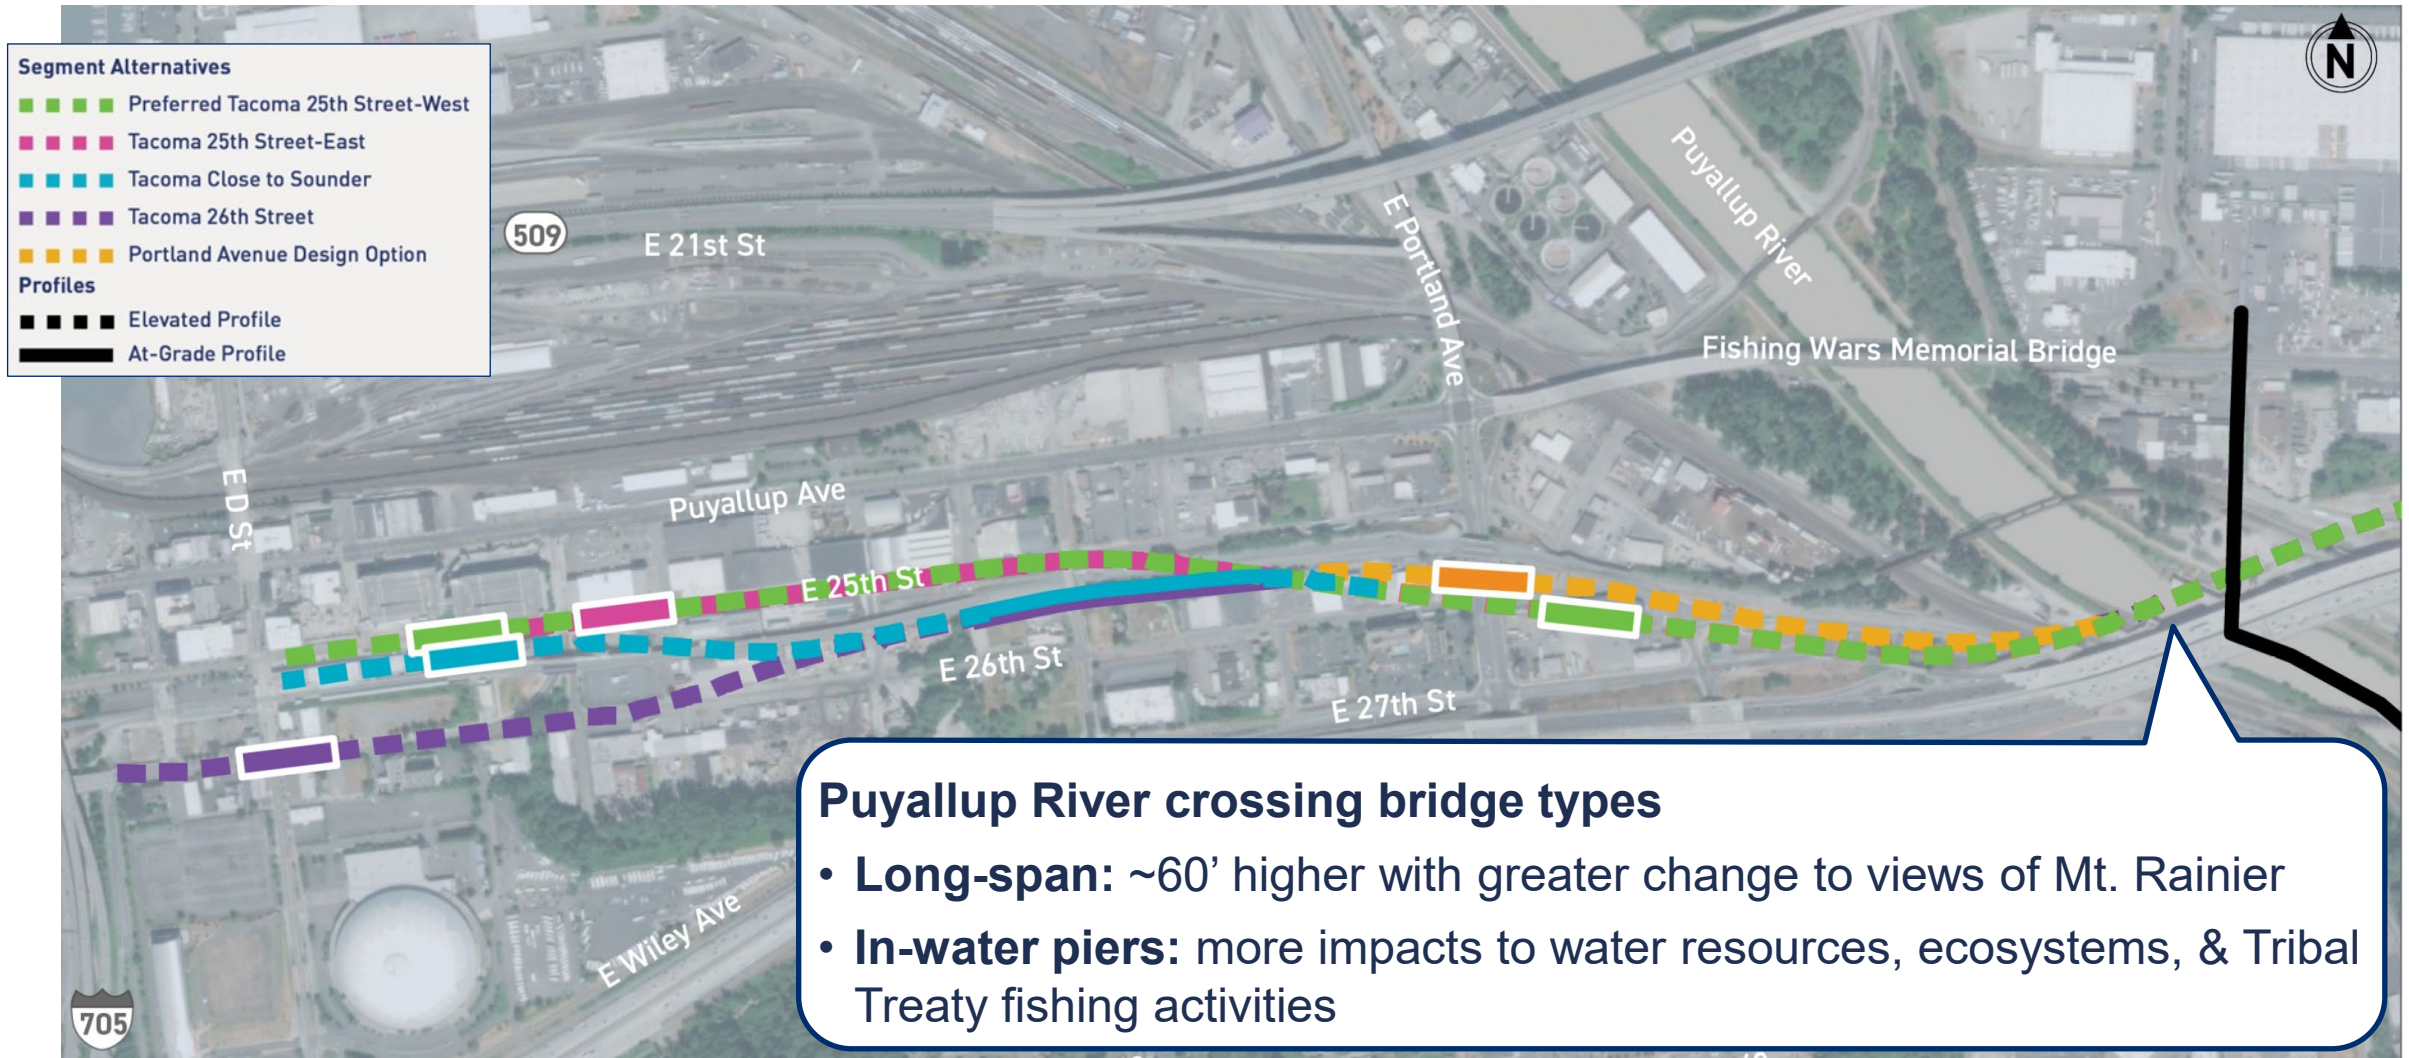 Segment Alternatives
Preferred Tacoma 25th Street-West
Tacoma 25th Street-East
Tacoma Close to Sounder
Tacoma 26th Street
Portland Avenue Design Option
Profiles
Elevated Profile
At-Grade Profile
N
509
E 21st St
E Portland Ave
Puyallup River
Fishing Wars Memorial Bridge
E D St
Puyallup Ave
E 25th St
E 26th St
E 27th St
E Wiley Ave
705
Puyallup River crossing bridge types
• Long-span: ~60’ higher with greater change to views of Mt. Rainier
• In-water piers: more impacts to water resources, ecosystems, & Tribal
Treaty fishing activities